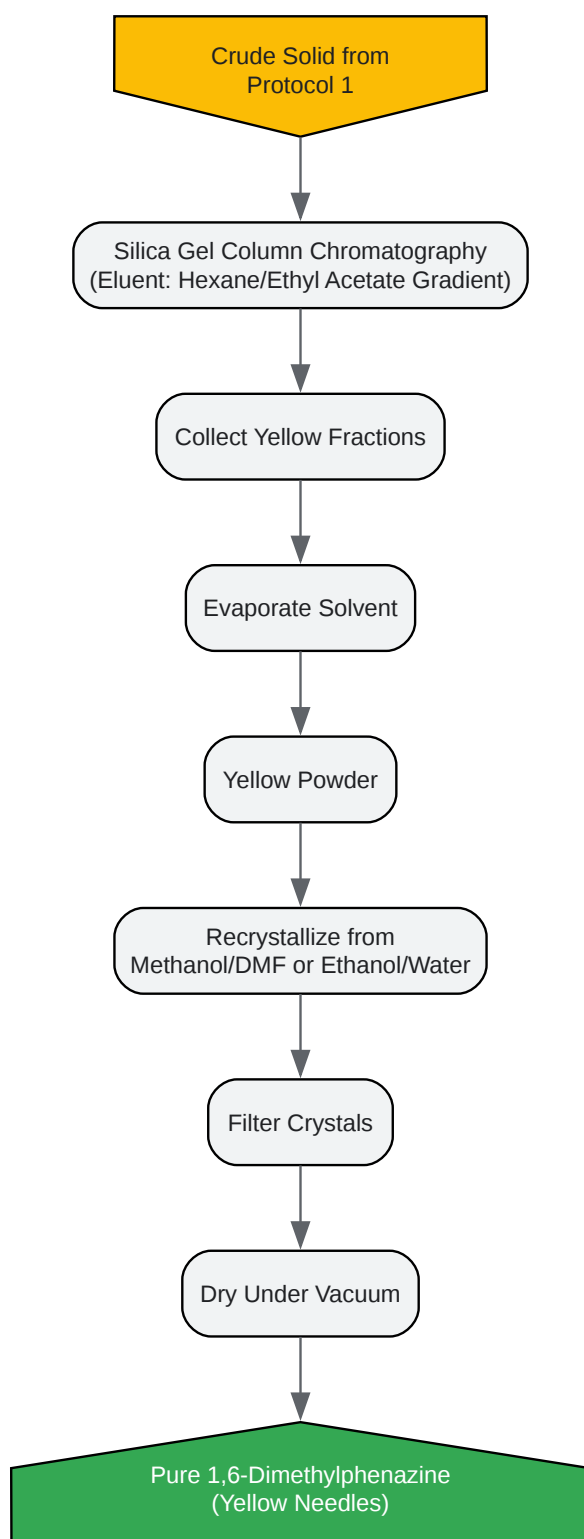 Crude Solid from
Protocol 1
Silica Gel Column Chromatography
(Eluent: Hexane/Ethyl Acetate Gradient)
Collect Yellow Fractions
Evaporate Solvent
Yellow Powder
Recrystallize from
Methanol/DMF or Ethanol/Water
Filter Crystals
Dry Under Vacuum
Pure 1,6-Dimethylphenazine
(Yellow Needles)